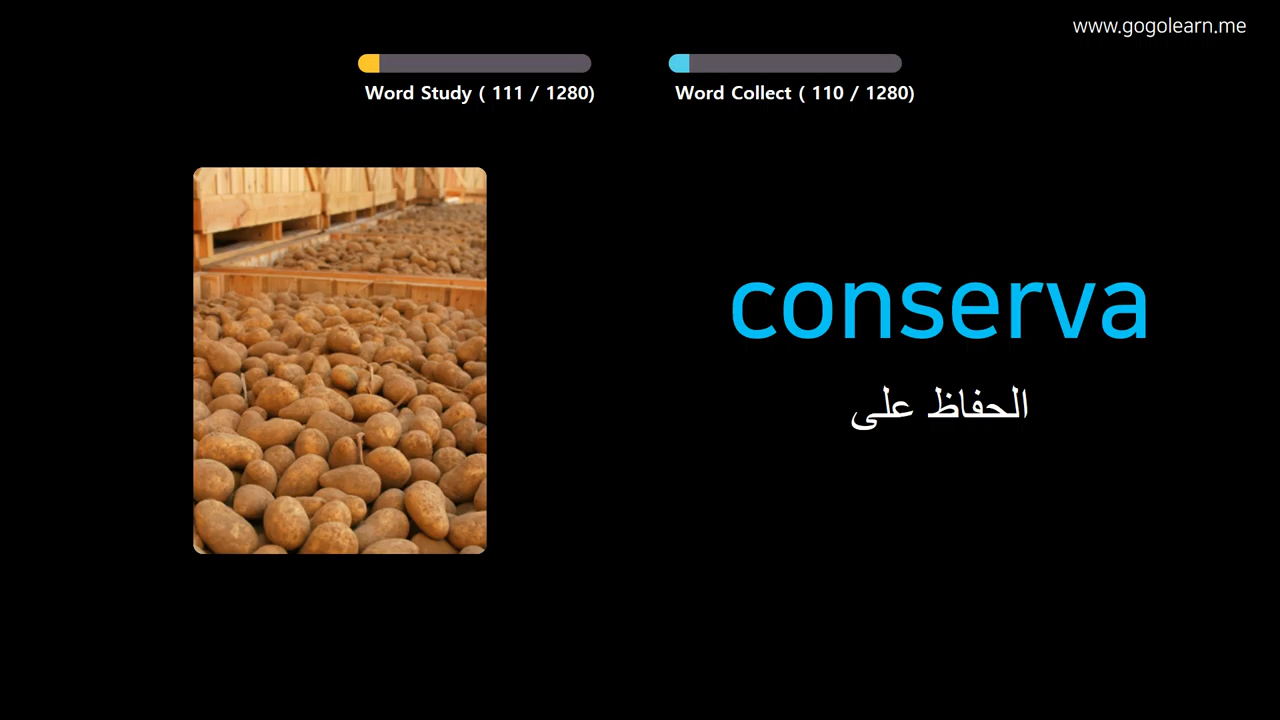 www.gogolearn.me
Word Study ( 111 / 1280)
Word Collect ( 110 / 1280)
conserva
الحفاظ على